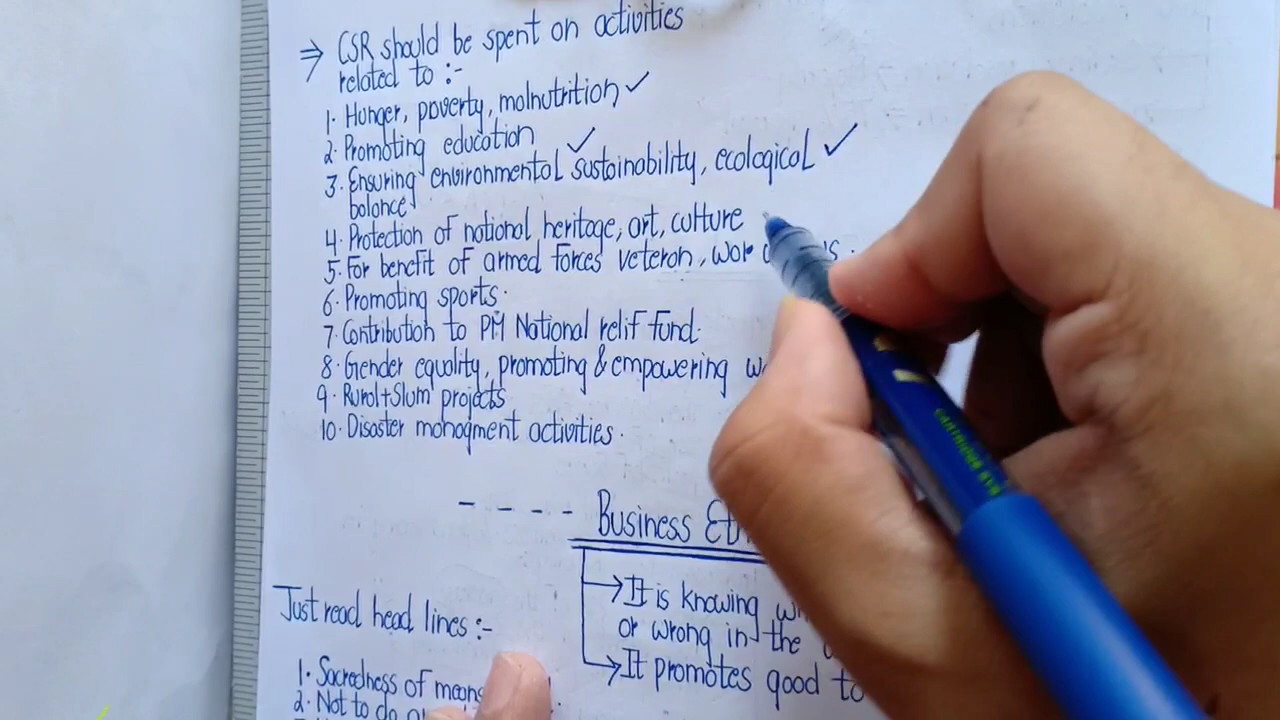 ⇒ CSR should be spent on activities
related to :-
1. Hunger, poverty, malnutrition ✓
2. Promoting education ✓
3. Ensuring environmental sustainability, ecological ✓
balance
4. Protection of national heritage, art, culture
5. For benefit of armed forces veteran, war
6. Promoting sports.
7. Contribution to PM National relif fund.
8. Gender equality, promoting & empowering
9. Rural+Slum projects
10. Disaster managment activities.
- - - - Business
→ It is knowing
or wrong in the
→ It promotes good
Just read head lines :-
1. Sacredness of means
2. Not to do